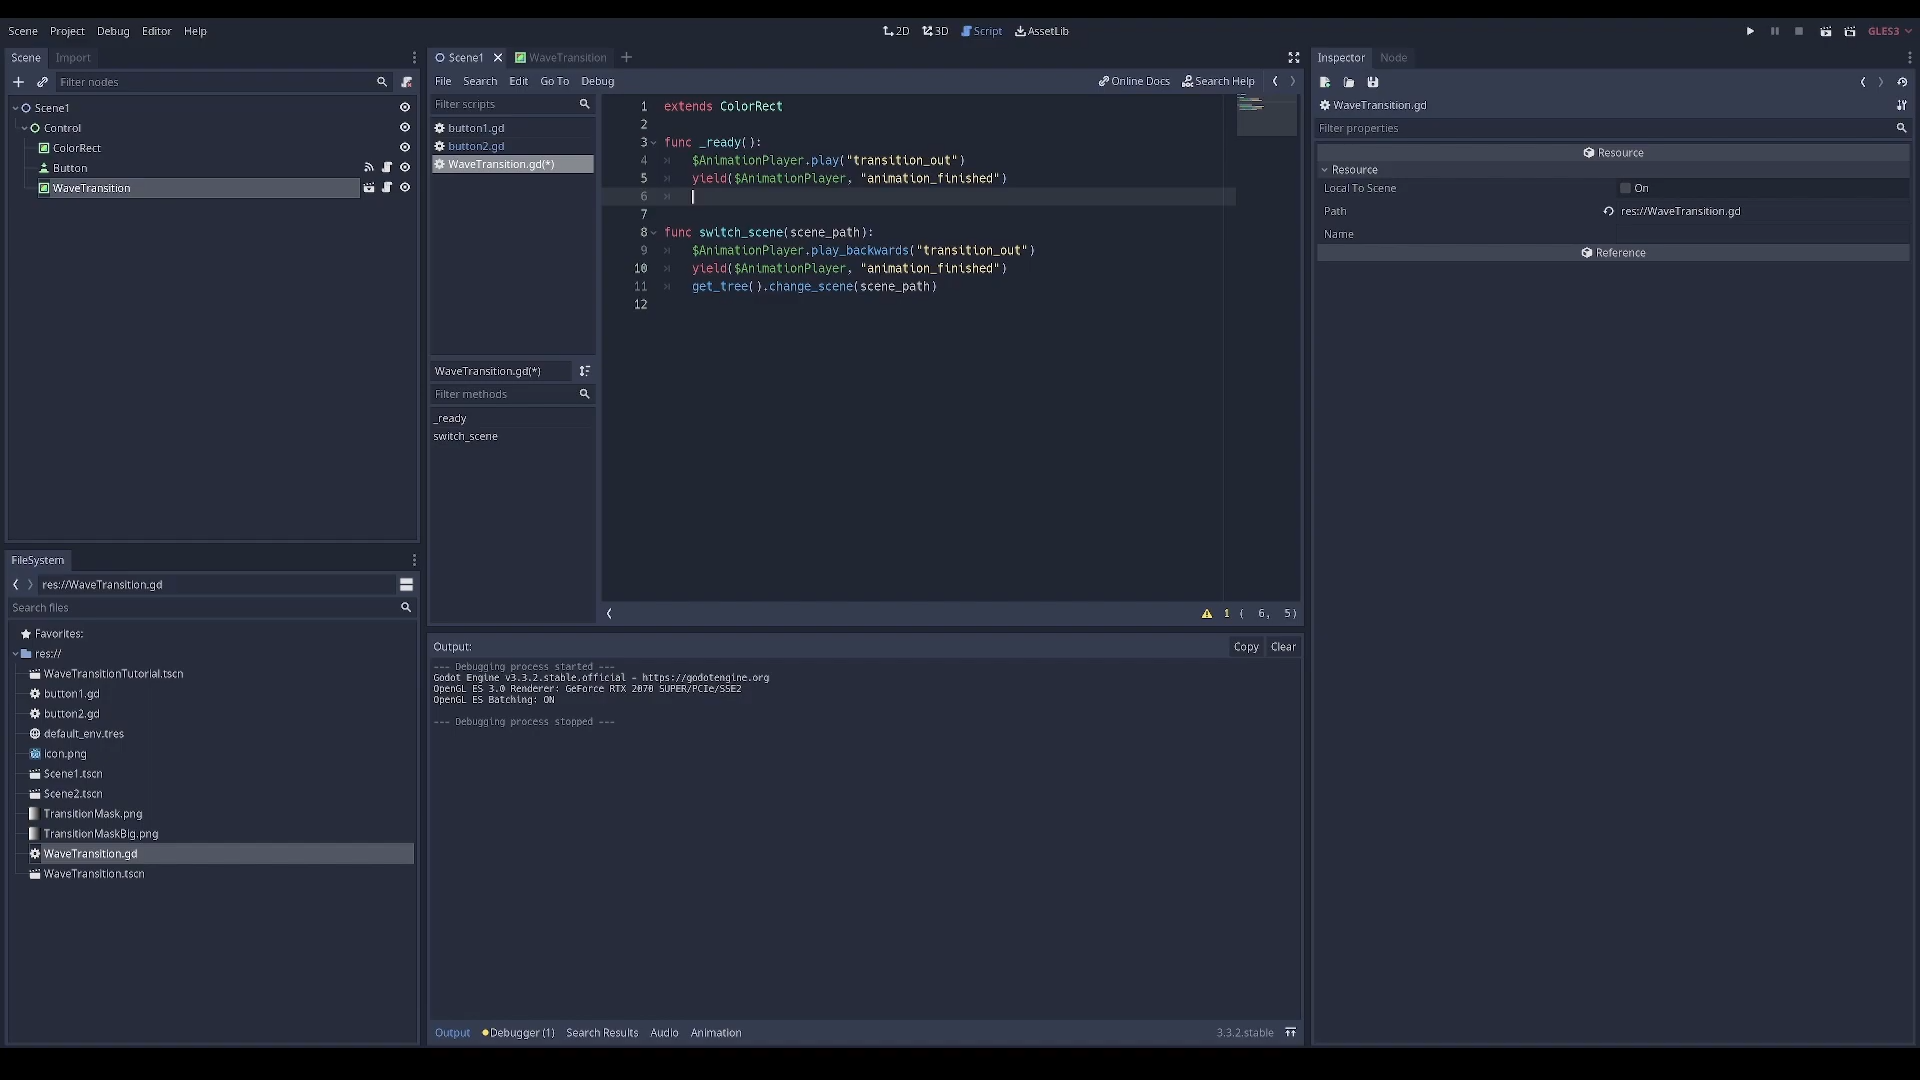 Scene Project Debug Editor Help
2D 3D Script AssetLib
GLES3
Scene Import
Filter nodes
Scene1
Control
ColorRect
Button
WaveTransition
FileSystem
res://WaveTransition.gd
Search files
Favorites:
res://
WaveTransitionTutorial.tscn
button1.gd
button2.gd
default_env.tres
icon.png
Scene1.tscn
Scene2.tscn
TransitionMask.png
TransitionMaskBig.png
WaveTransition.gd
WaveTransition.tscn
Scene1 WaveTransition
File Search Edit Go To Debug
Online Docs Search Help
Filter scripts
button1.gd
button2.gd
WaveTransition.gd(*)
WaveTransition.gd(*)
Filter methods
_ready
switch_scene
1 extends ColorRect
2
3 func _ready():
4 $AnimationPlayer.play("transition_out")
5 yield($AnimationPlayer, "animation_finished")
6
7
8 func switch_scene(scene_path):
9 $AnimationPlayer.play_backwards("transition_out")
10 yield($AnimationPlayer, "animation_finished")
11 get_tree().change_scene(scene_path)
12
1 ( 6, 5)
Output:
Copy Clear
--- Debugging process started ---
Godot Engine v3.3.2.stable.official - https://godotengine.org
OpenGL ES 3.0 Renderer: GeForce RTX 2070 SUPER/PCIe/SSE2
OpenGL ES Batching: ON
--- Debugging process stopped ---
Output Debugger (1) Search Results Audio Animation
3.3.2.stable
Inspector Node
WaveTransition.gd
Filter properties
Resource
Resource
Local To Scene On
Path res://WaveTransition.gd
Name
Reference